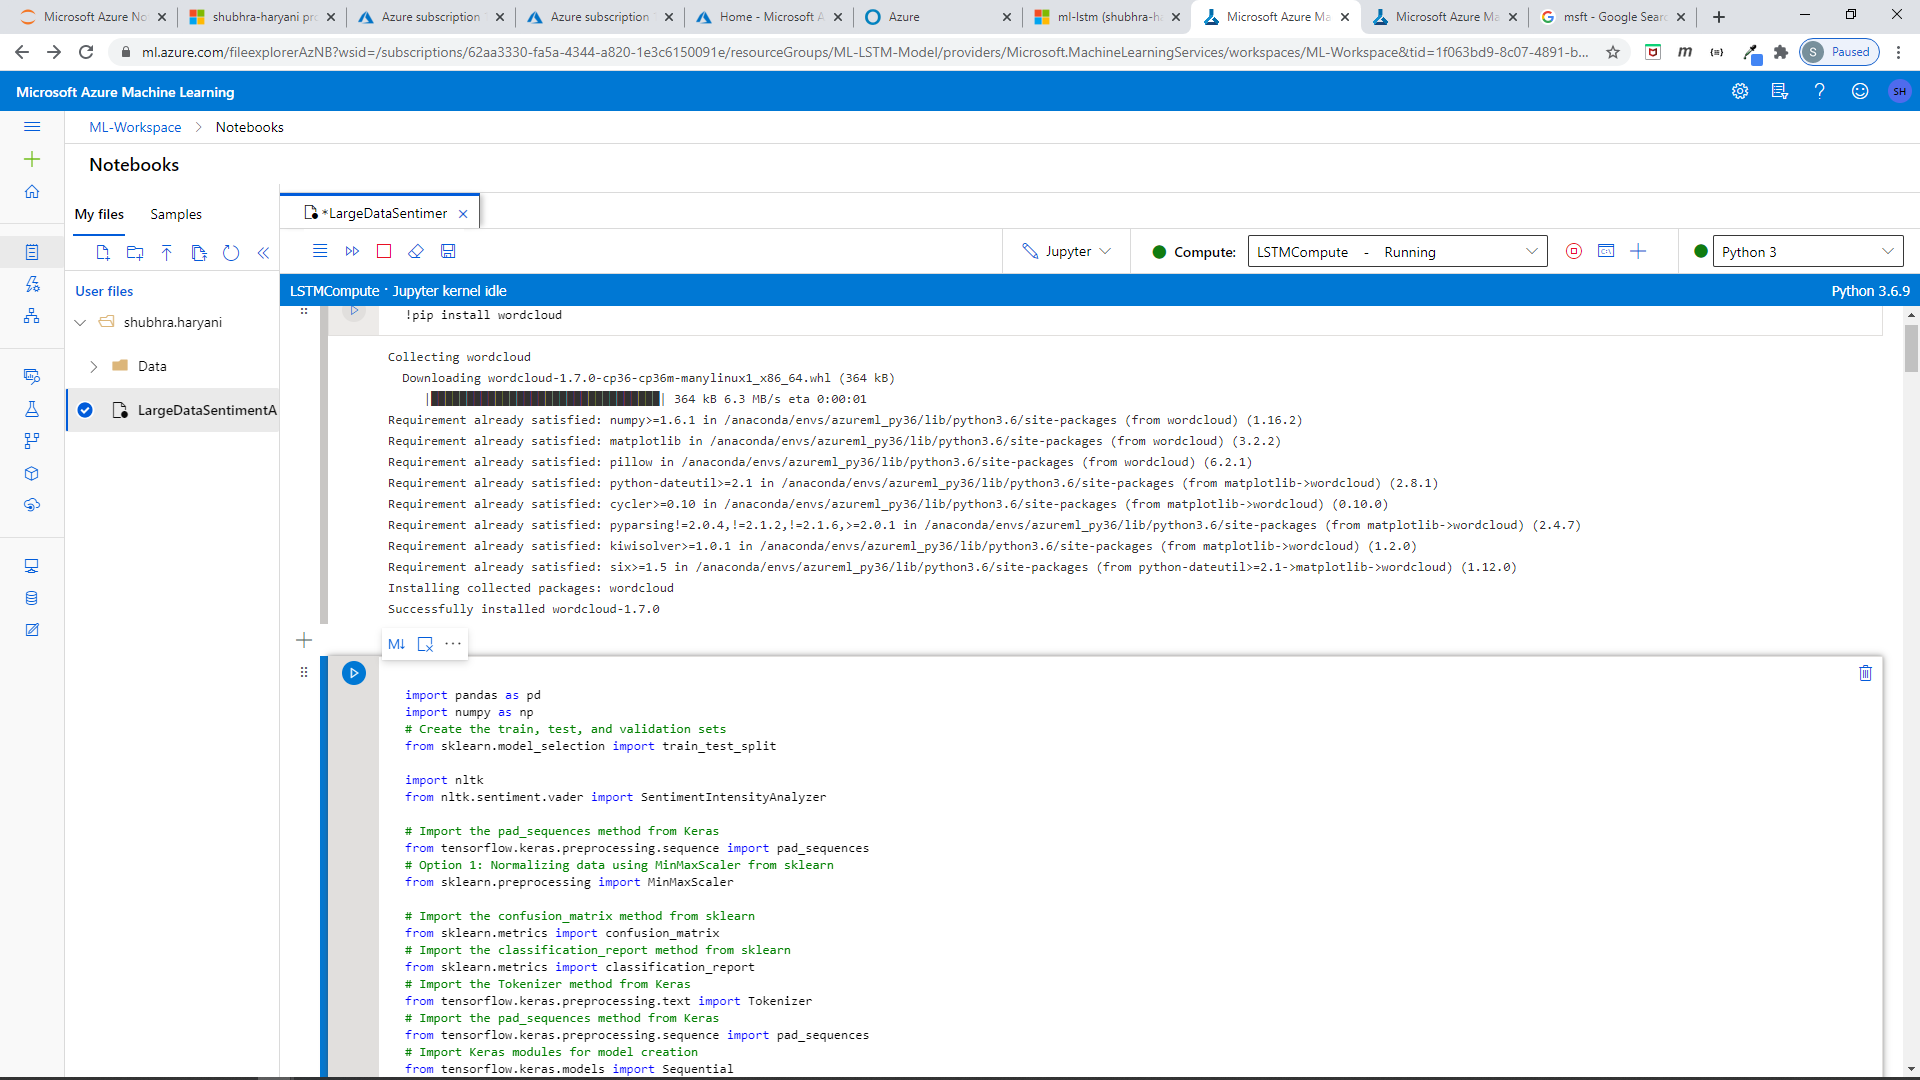 Microsoft Azure No
shubhra-haryani pr
Azure subscription
Azure subscription
Home - Microsoft A
Azure
ml-lstm (shubhra-ha
Microsoft Azure Ma
Microsoft Azure Ma
msft - Google Searc
ml.azure.com/fileexplorerAzNB?wsid=/subscriptions/62aa3330-fa5a-4344-a820-1e3c6150091e/resourceGroups/ML-LSTM-Model/providers/Microsoft.MachineLearningServices/workspaces/ML-Workspace&tid=1f063bd9-8c07-4891-b...
S Paused
Microsoft Azure Machine Learning
SH
ML-Workspace > Notebooks
Notebooks
My files Samples
*LargeDataSentimer
Jupyter
Compute: LSTMCompute - Running
Python 3
User files
LSTMCompute · Jupyter kernel idle
Python 3.6.9
shubhra.haryani
Data
LargeDataSentimentA
!pip install wordcloud
Collecting wordcloud
Downloading wordcloud-1.7.0-cp36-cp36m-manylinux1_x86_64.whl (364 kB)
364 kB 6.3 MB/s eta 0:00:01
Requirement already satisfied: numpy>=1.6.1 in /anaconda/envs/azureml_py36/lib/python3.6/site-packages (from wordcloud) (1.16.2)
Requirement already satisfied: matplotlib in /anaconda/envs/azureml_py36/lib/python3.6/site-packages (from wordcloud) (3.2.2)
Requirement already satisfied: pillow in /anaconda/envs/azureml_py36/lib/python3.6/site-packages (from wordcloud) (6.2.1)
Requirement already satisfied: python-dateutil>=2.1 in /anaconda/envs/azureml_py36/lib/python3.6/site-packages (from matplotlib->wordcloud) (2.8.1)
Requirement already satisfied: cycler>=0.10 in /anaconda/envs/azureml_py36/lib/python3.6/site-packages (from matplotlib->wordcloud) (0.10.0)
Requirement already satisfied: pyparsing!=2.0.4,!=2.1.2,!=2.1.6,>=2.0.1 in /anaconda/envs/azureml_py36/lib/python3.6/site-packages (from matplotlib->wordcloud) (2.4.7)
Requirement already satisfied: kiwisolver>=1.0.1 in /anaconda/envs/azureml_py36/lib/python3.6/site-packages (from matplotlib->wordcloud) (1.2.0)
Requirement already satisfied: six>=1.5 in /anaconda/envs/azureml_py36/lib/python3.6/site-packages (from python-dateutil>=2.1->matplotlib->wordcloud) (1.12.0)
Installing collected packages: wordcloud
Successfully installed wordcloud-1.7.0
M↓
import pandas as pd
import numpy as np
# Create the train, test, and validation sets
from sklearn.model_selection import train_test_split
import nltk
from nltk.sentiment.vader import SentimentIntensityAnalyzer
# Import the pad_sequences method from Keras
from tensorflow.keras.preprocessing.sequence import pad_sequences
# Option 1: Normalizing data using MinMaxScaler from sklearn
from sklearn.preprocessing import MinMaxScaler
# Import the confusion_matrix method from sklearn
from sklearn.metrics import confusion_matrix
# Import the classification_report method from sklearn
from sklearn.metrics import classification_report
# Import the Tokenizer method from Keras
from tensorflow.keras.preprocessing.text import Tokenizer
# Import the pad_sequences method from Keras
from tensorflow.keras.preprocessing.sequence import pad_sequences
# Import Keras modules for model creation
from tensorflow.keras.models import Sequential